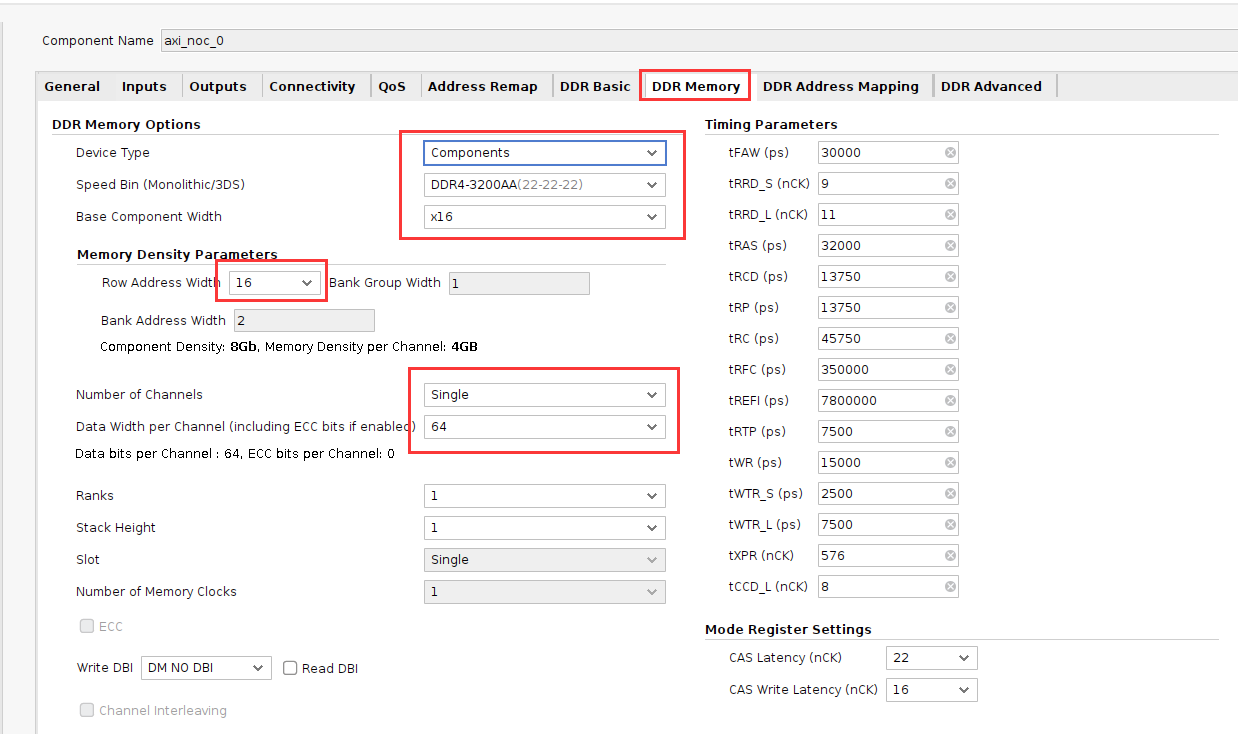 Component Name axi_noc_0
General Inputs Outputs Connectivity QoS Address Remap DDR Basic DDR Memory DDR Address Mapping DDR Advanced
DDR Memory Options
Device Type Components
Speed Bin (Monolithic/3DS) DDR4-3200AA(22-22-22)
Base Component Width x16
Memory Density Parameters
Row Address Width 16 Bank Group Width 1
Bank Address Width 2
Component Density: 8Gb, Memory Density per Channel: 4GB
Number of Channels Single
Data Width per Channel (including ECC bits if enabled) 64
Data bits per Channel : 64, ECC bits per Channel: 0
Ranks 1
Stack Height 1
Slot Single
Number of Memory Clocks 1
ECC
Write DBI DM NO DBI Read DBI
Channel Interleaving
Timing Parameters
tFAW (ps) 30000
tRRD_S (nCK) 9
tRRD_L (nCK) 11
tRAS (ps) 32000
tRCD (ps) 13750
tRP (ps) 13750
tRC (ps) 45750
tRFC (ps) 350000
tREFI (ps) 7800000
tRTP (ps) 7500
tWR (ps) 15000
tWTR_S (ps) 2500
tWTR_L (ps) 7500
tXPR (nCK) 576
tCCD_L (nCK) 8
Mode Register Settings
CAS Latency (nCK) 22
CAS Write Latency (nCK) 16